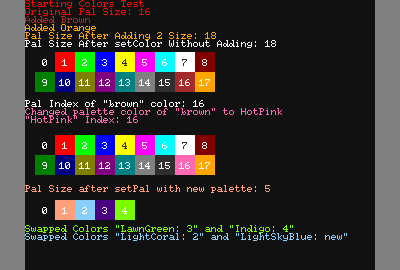 Starting Colors Test
Original Pal Size: 16
Added Brown
Added Orange
Pal Size After Adding 2 Size: 18
Pal Size After setColor Without Adding: 18
0 1 2 3 4 5 6 7 8
9 10 11 12 13 14 15 16 17
Pal Index of "brown" color: 16
Changed palette color of "brown" to HotPink
"HotPink" Index: 16
0 1 2 3 4 5 6 7 8
9 10 11 12 13 14 15 16 17
Pal Size after setPal with new palette: 5
0 1 2 3 4
Swapped Colors "LawnGreen: 3" and "Indigo: 4"
Swapped Colors "LightCoral: 2" and "LightSkyBlue: new"